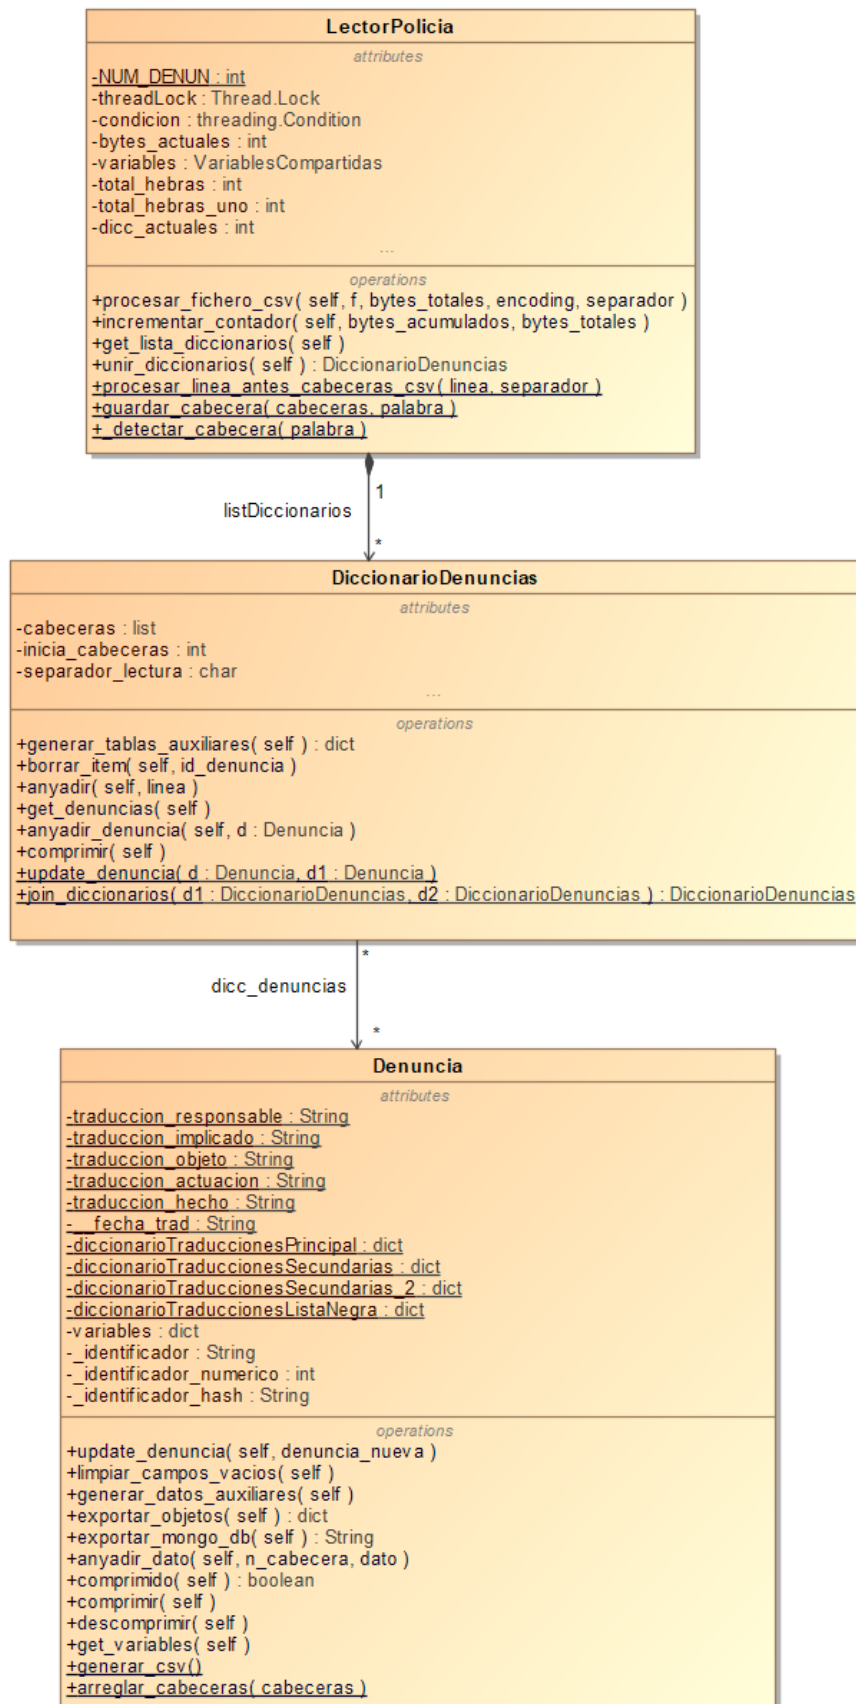 LectorPolicia
attributes
-NUM_DENUN : int
-threadLock : Thread.Lock
-condicion : threading.Condition
-bytes_actuales : int
-variables : VariablesCompartidas
-total_hebras : int
-total_hebras_uno : int
-dicc_actuales : int
...
operations
+procesar_fichero_csv( self, f, bytes_totales, encoding, separador )
+incrementar_contador( self, bytes_acumulados, bytes_totales )
+get_lista_diccionarios( self )
+unir_diccionarios( self ) : DiccionarioDenuncias
+procesar_linea_antes_cabeceras_csv( linea, separador )
+guardar_cabecera( cabeceras, palabra )
+_detectar_cabecera( palabra )
1
listDiccionarios
*
DiccionarioDenuncias
attributes
-cabeceras : list
-inicia_cabeceras : int
-separador_lectura : char
...
operations
+generar_tablas_auxiliares( self ) : dict
+borrar_item( self, id_denuncia )
+anyadir( self, linea )
+get_denuncias( self )
+anyadir_denuncia( self, d : Denuncia )
+comprimir( self )
+update_denuncia( d : Denuncia, d1 : Denuncia )
+join_diccionarios( d1 : DiccionarioDenuncias, d2 : DiccionarioDenuncias ) : DiccionarioDenuncias
*
dicc_denuncias
*
Denuncia
attributes
-traduccion_responsable : String
-traduccion_implicado : String
-traduccion_objeto : String
-traduccion_actuacion : String
-traduccion_hecho : String
-__fecha_trad : String
-diccionarioTraduccionesPrincipal : dict
-diccionarioTraduccionesSecundarias : dict
-diccionarioTraduccionesSecundarias_2 : dict
-diccionarioTraduccionesListaNegra : dict
-variables : dict
-_identificador : String
-_identificador_numerico : int
-_identificador_hash : String
operations
+update_denuncia( self, denuncia_nueva )
+limpiar_campos_vacios( self )
+generar_datos_auxiliares( self )
+exportar_objetos( self ) : dict
+exportar_mongo_db( self ) : String
+anyadir_dato( self, n_cabecera, dato )
+comprimido( self ) : boolean
+comprimir( self )
+descomprimir( self )
+get_variables( self )
+generar_csv()
+arreglar_cabeceras( cabeceras )